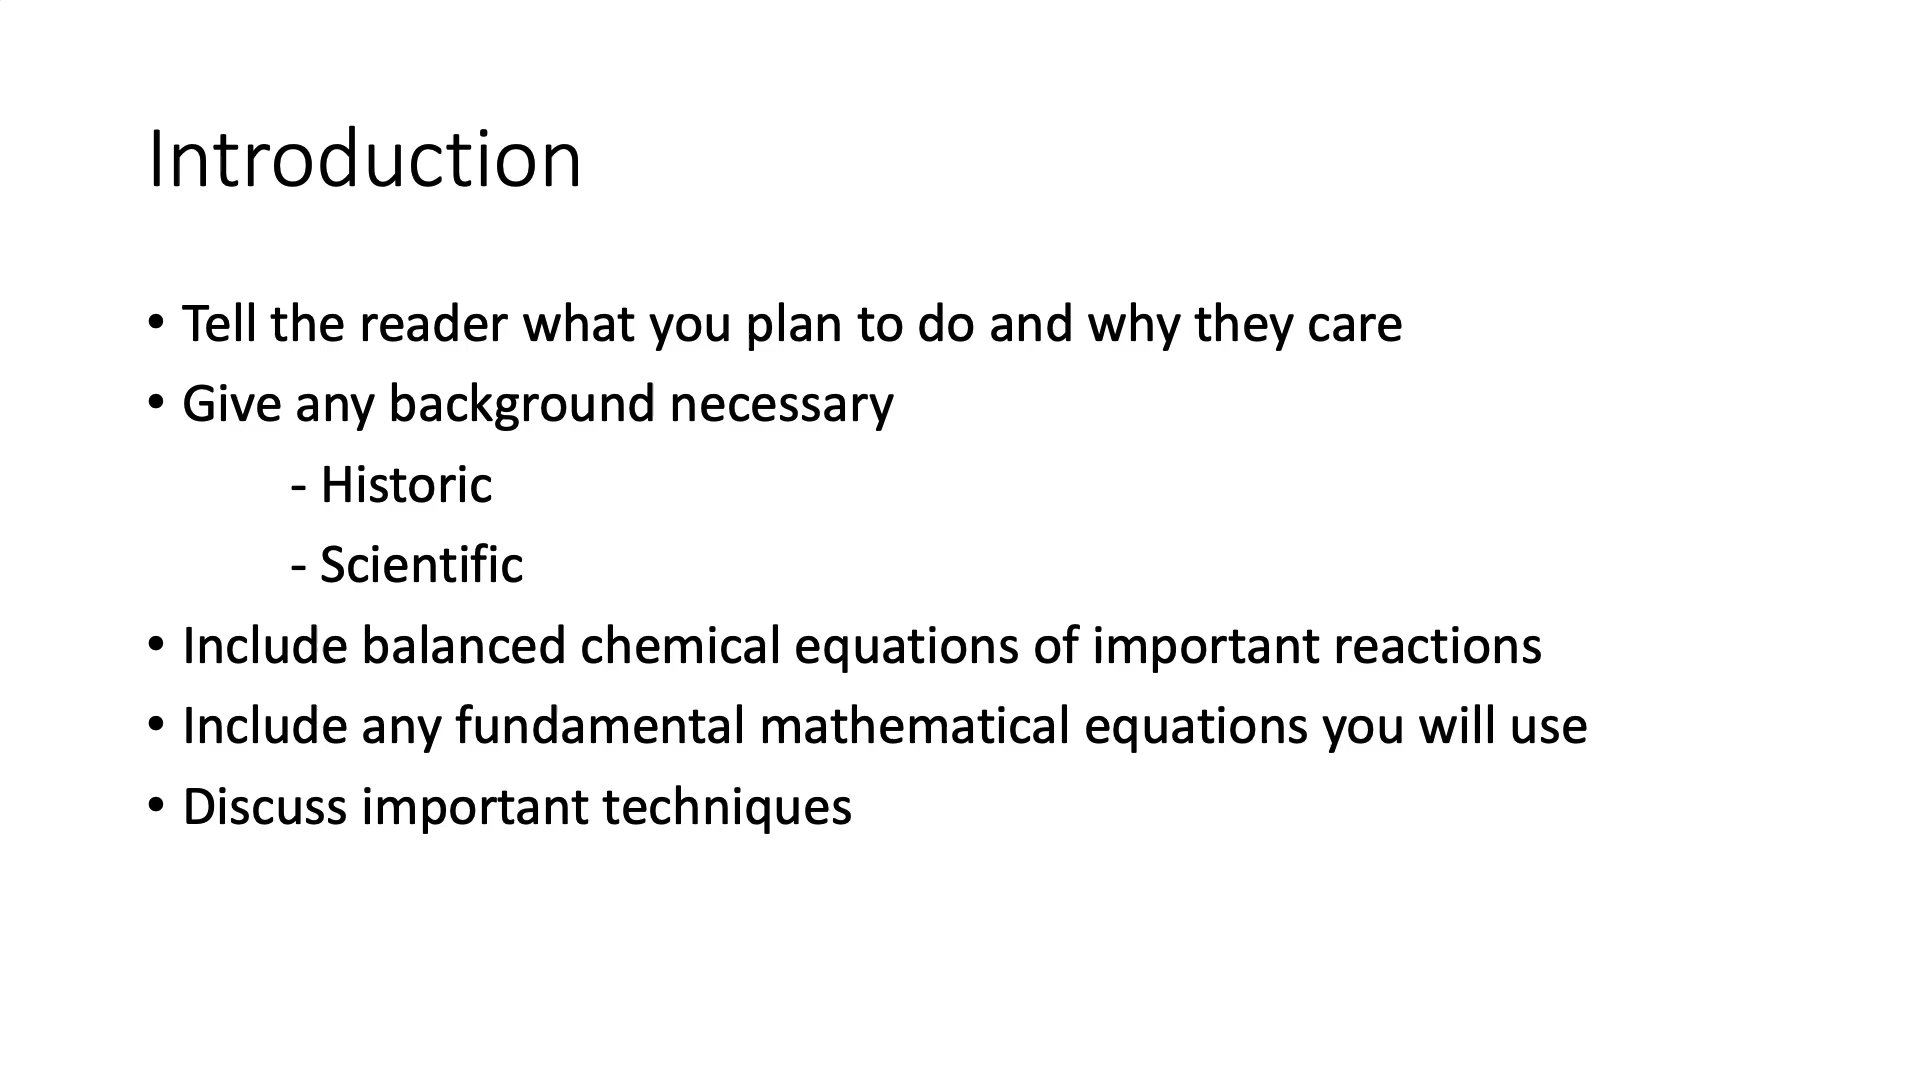 Introduction
• Tell the reader what you plan to do and why they care
• Give any background necessary
- Historic
- Scientific
• Include balanced chemical equations of important reactions
• Include any fundamental mathematical equations you will use
• Discuss important techniques